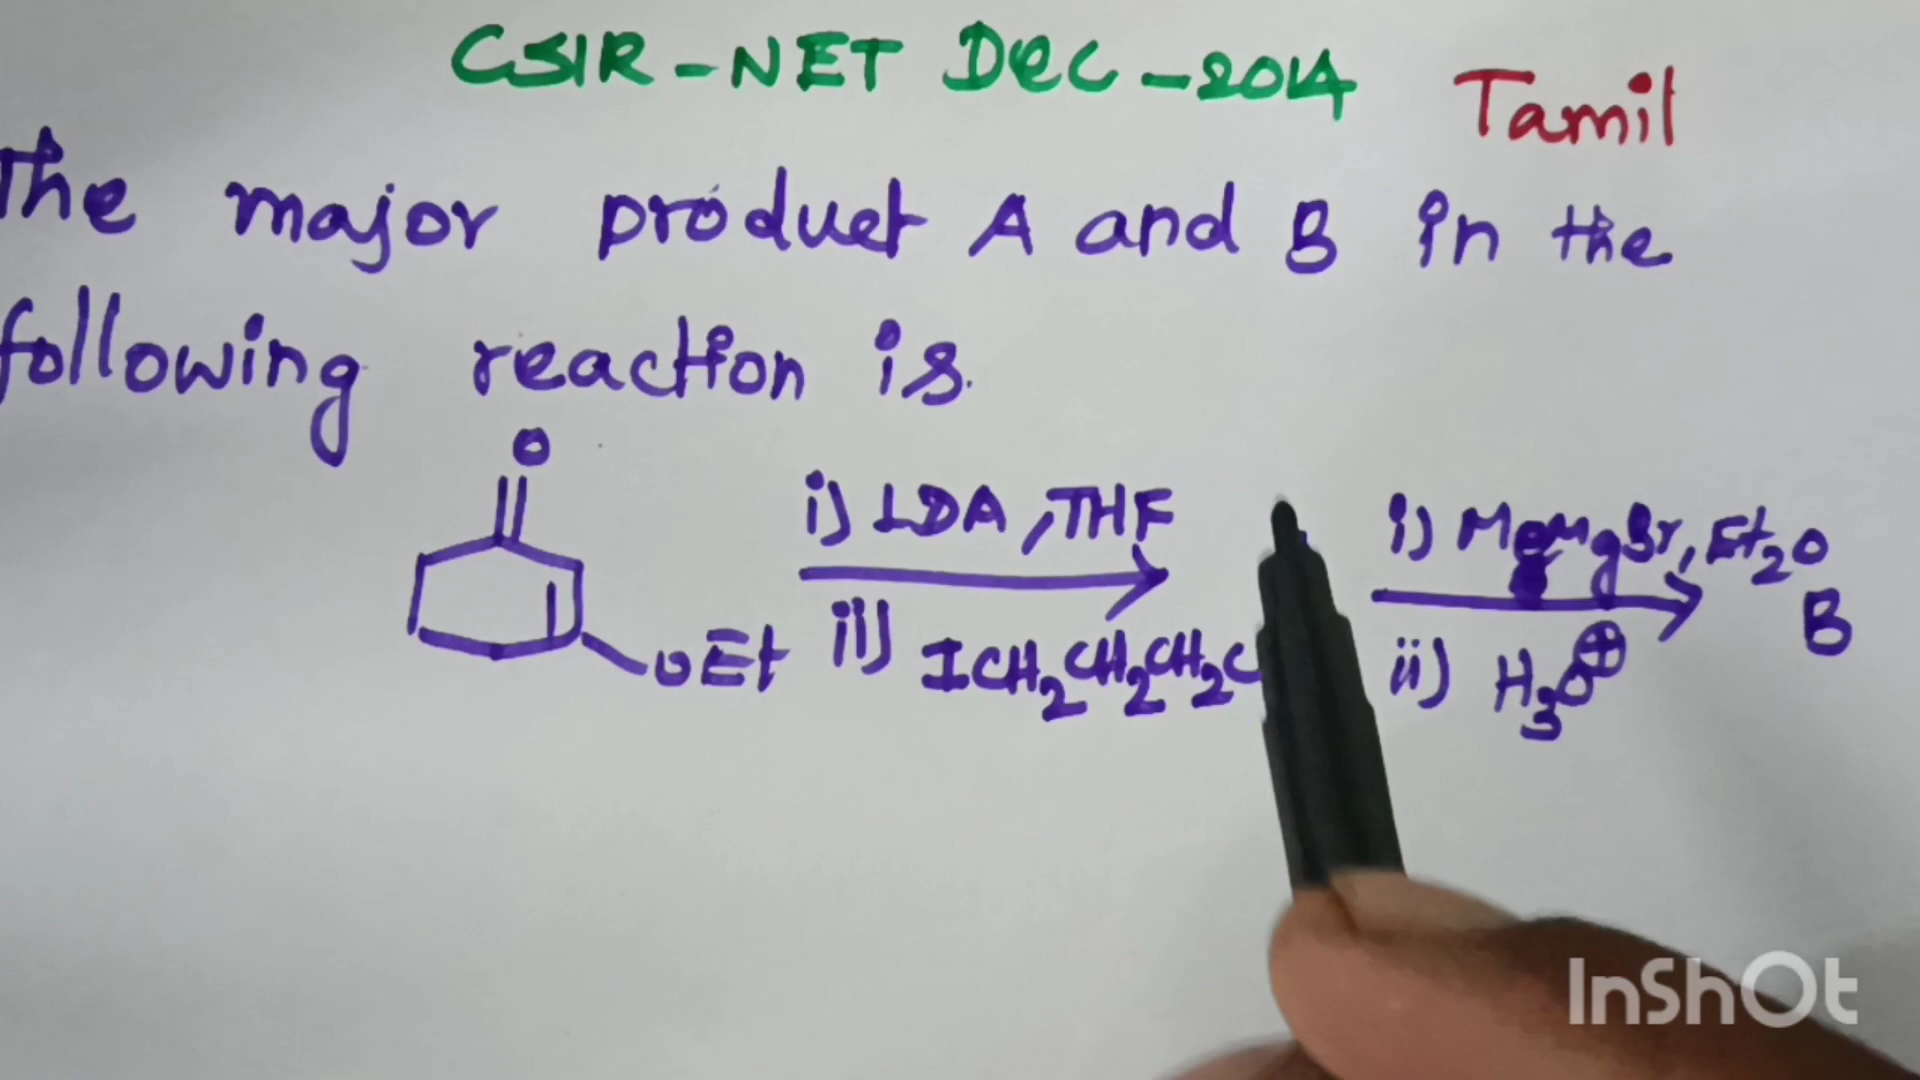 CSIR-NET Dec-2014 Tamil
The major product A and B in the
following reaction is.
O
i) LDA, THF
i) MeMgBr, Et2O
OEt
ii) ICH2CH2CH2C
ii) H3O⊕
B
InShOt